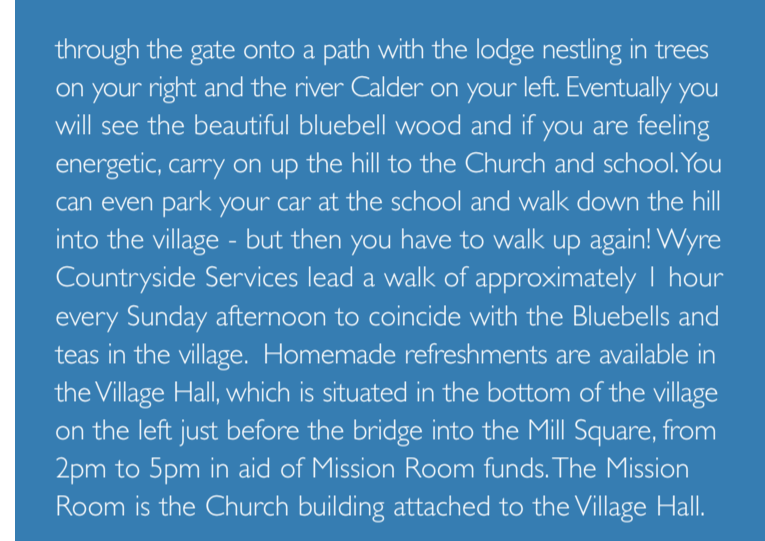 through the gate onto a path with the lodge nestling in trees
on your right and the river Calder on your left. Eventually you
will see the beautiful bluebell wood and if you are feeling
energetic, carry on up the hill to the Church and school. You
can even park your car at the school and walk down the hill
into the village - but then you have to walk up again! Wyre
Countryside Services lead a walk of approximately 1 hour
every Sunday afternoon to coincide with the Bluebells and
teas in the village.  Homemade refreshments are available in
the Village Hall, which is situated in the bottom of the village
on the left just before the bridge into the Mill Square, from
2pm to 5pm in aid of Mission Room funds. The Mission
Room is the Church building attached to the Village Hall.